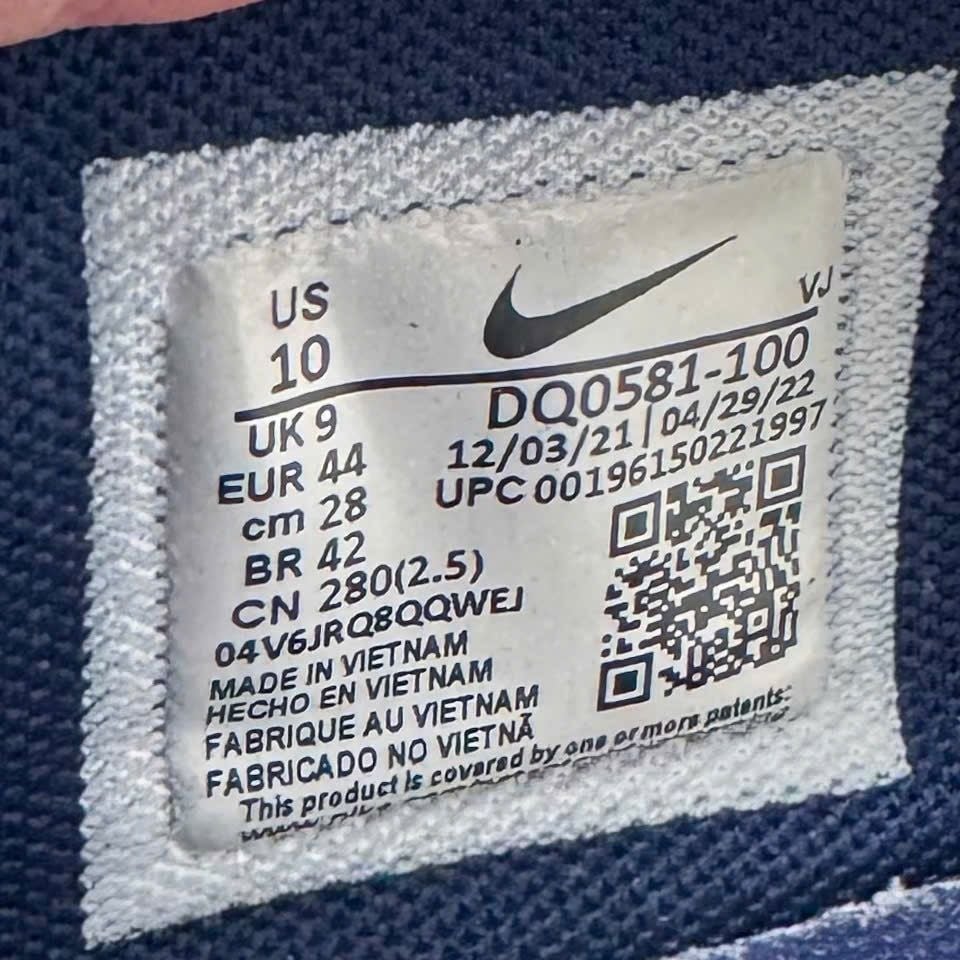 US
10
VJ
UK 9
EUR 44
cm 28
BR 42
CN 280(2.5)
DQ0581-100
12/03/21 | 04/29/22
UPC 00196150221997
04V6JRQ8QQWEJ
MADE IN VIETNAM
HECHO EN VIETNAM
FABRIQUE AU VIETNAM
FABRICADO NO VIETNÃ
This product is covered by one or more patents: